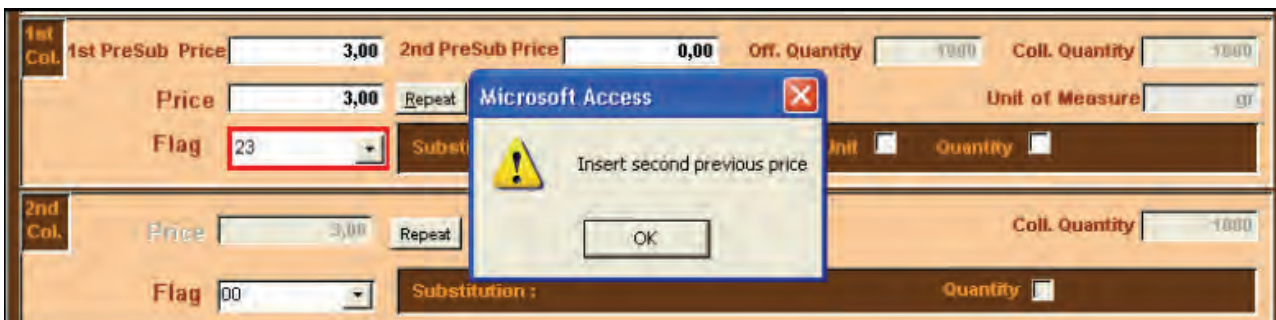 1st Col. 1st PreSub Price 3,00 2nd PreSub Price 0,00 Off. Quantity 1000 Coll. Quantity 1000
Microsoft Access
Price 3,00 Repeat Unit of Measure gr
Flag 23 Substi Unit Quantity
Insert second previous price
OK
2nd Col. Price 3,00 Repeat Coll. Quantity 1000
Flag 00 Substitution : Quantity